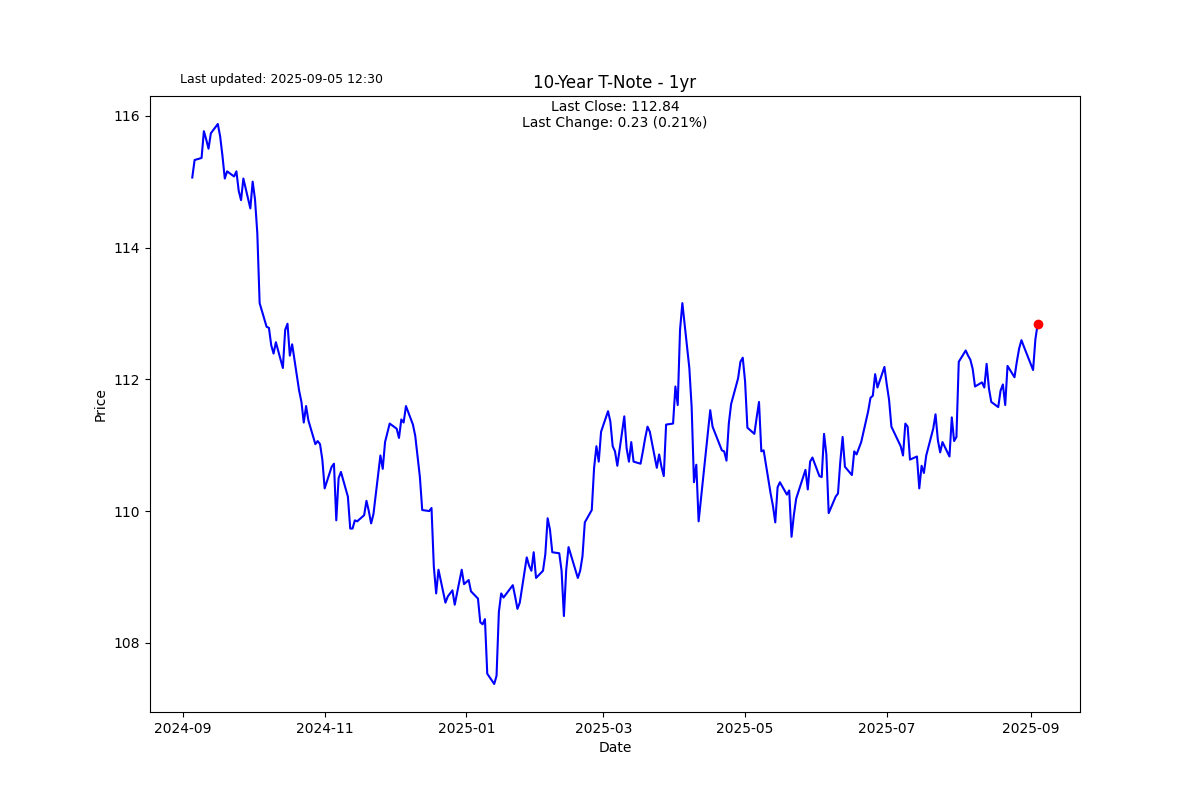 Last updated: 2025-09-05 12:30
10-Year T-Note - 1yr
Last Close: 112.84
Last Change: 0.23 (0.21%)
116
114
112
110
108
Price
2024-09
2024-11
2025-01
2025-03
2025-05
2025-07
2025-09
Date